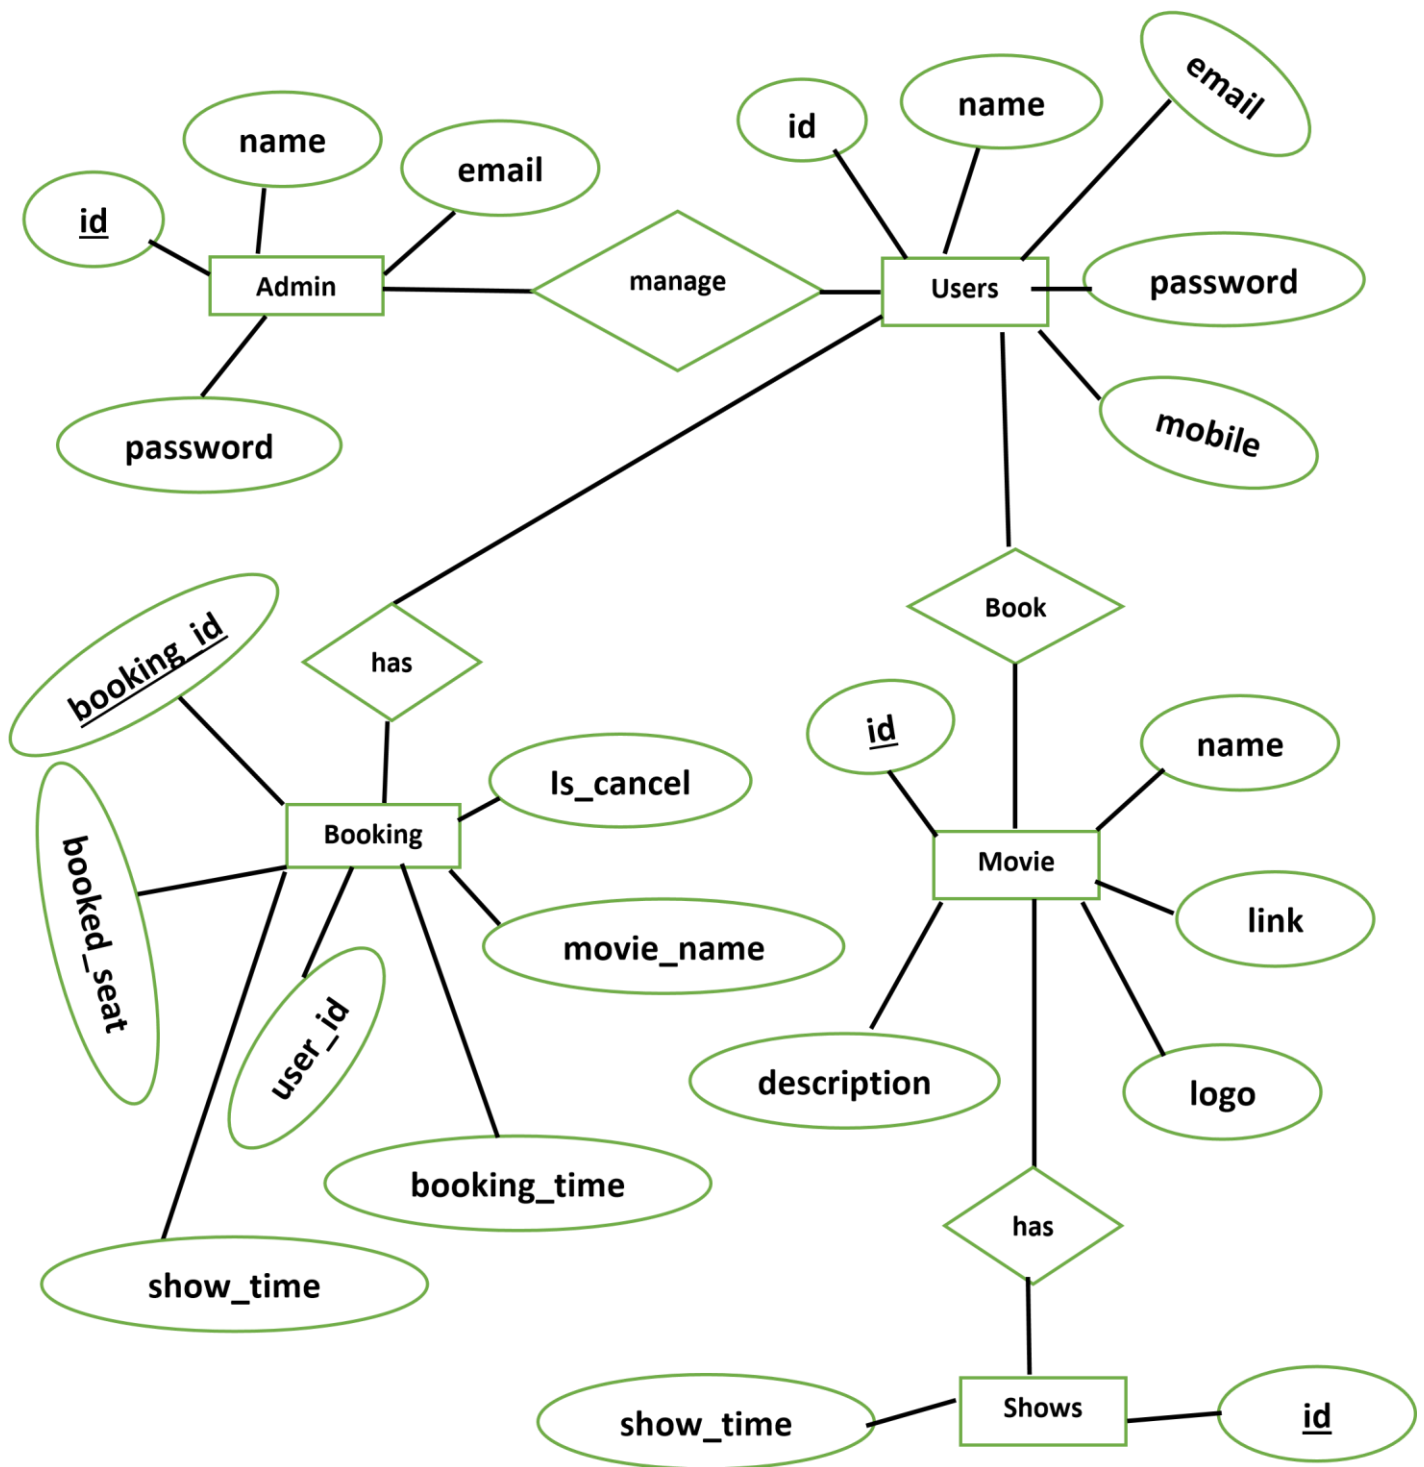 email
name
id
name
email
id
manage
password
Admin
Users
mobile
password
Book
booking_id
has
id
name
Is_cancel
Booking
Movie
booked_seat
movie_name
link
user_id
description
logo
booking_time
has
show_time
Shows
show_time
id